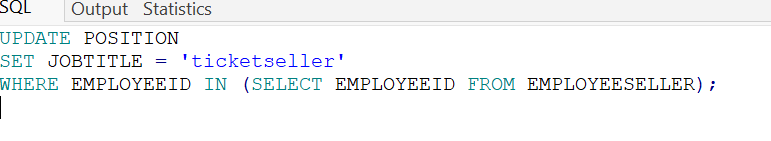 SQL Output Statistics
UPDATE POSITION
SET JOBTITLE = 'ticketseller'
WHERE EMPLOYEEID IN (SELECT EMPLOYEEID FROM EMPLOYEESELLER);